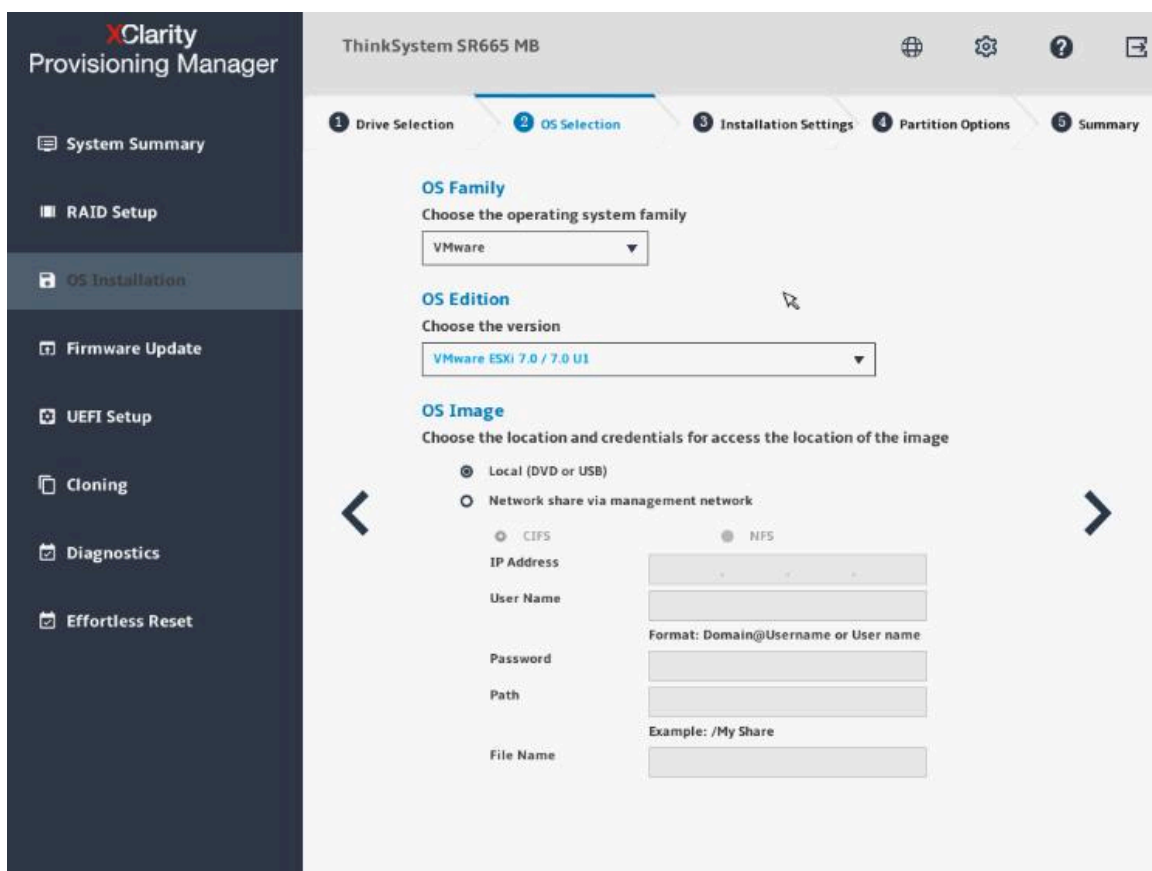 XClarity
Provisioning Manager
ThinkSystem SR665 MB
System Summary
RAID Setup
OS Installation
Firmware Update
UEFI Setup
Cloning
Diagnostics
Effortless Reset
1 Drive Selection
2 OS Selection
3 Installation Settings
4 Partition Options
5 Summary
OS Family
Choose the operating system family
VMware
OS Edition
Choose the version
VMware ESXi 7.0 / 7.0 U1
OS Image
Choose the location and credentials for access the location of the image
Local (DVD or USB)
Network share via management network
CIFS NFS
IP Address
User Name
Format: Domain@Username or User name
Password
Path
Example: /My Share
File Name